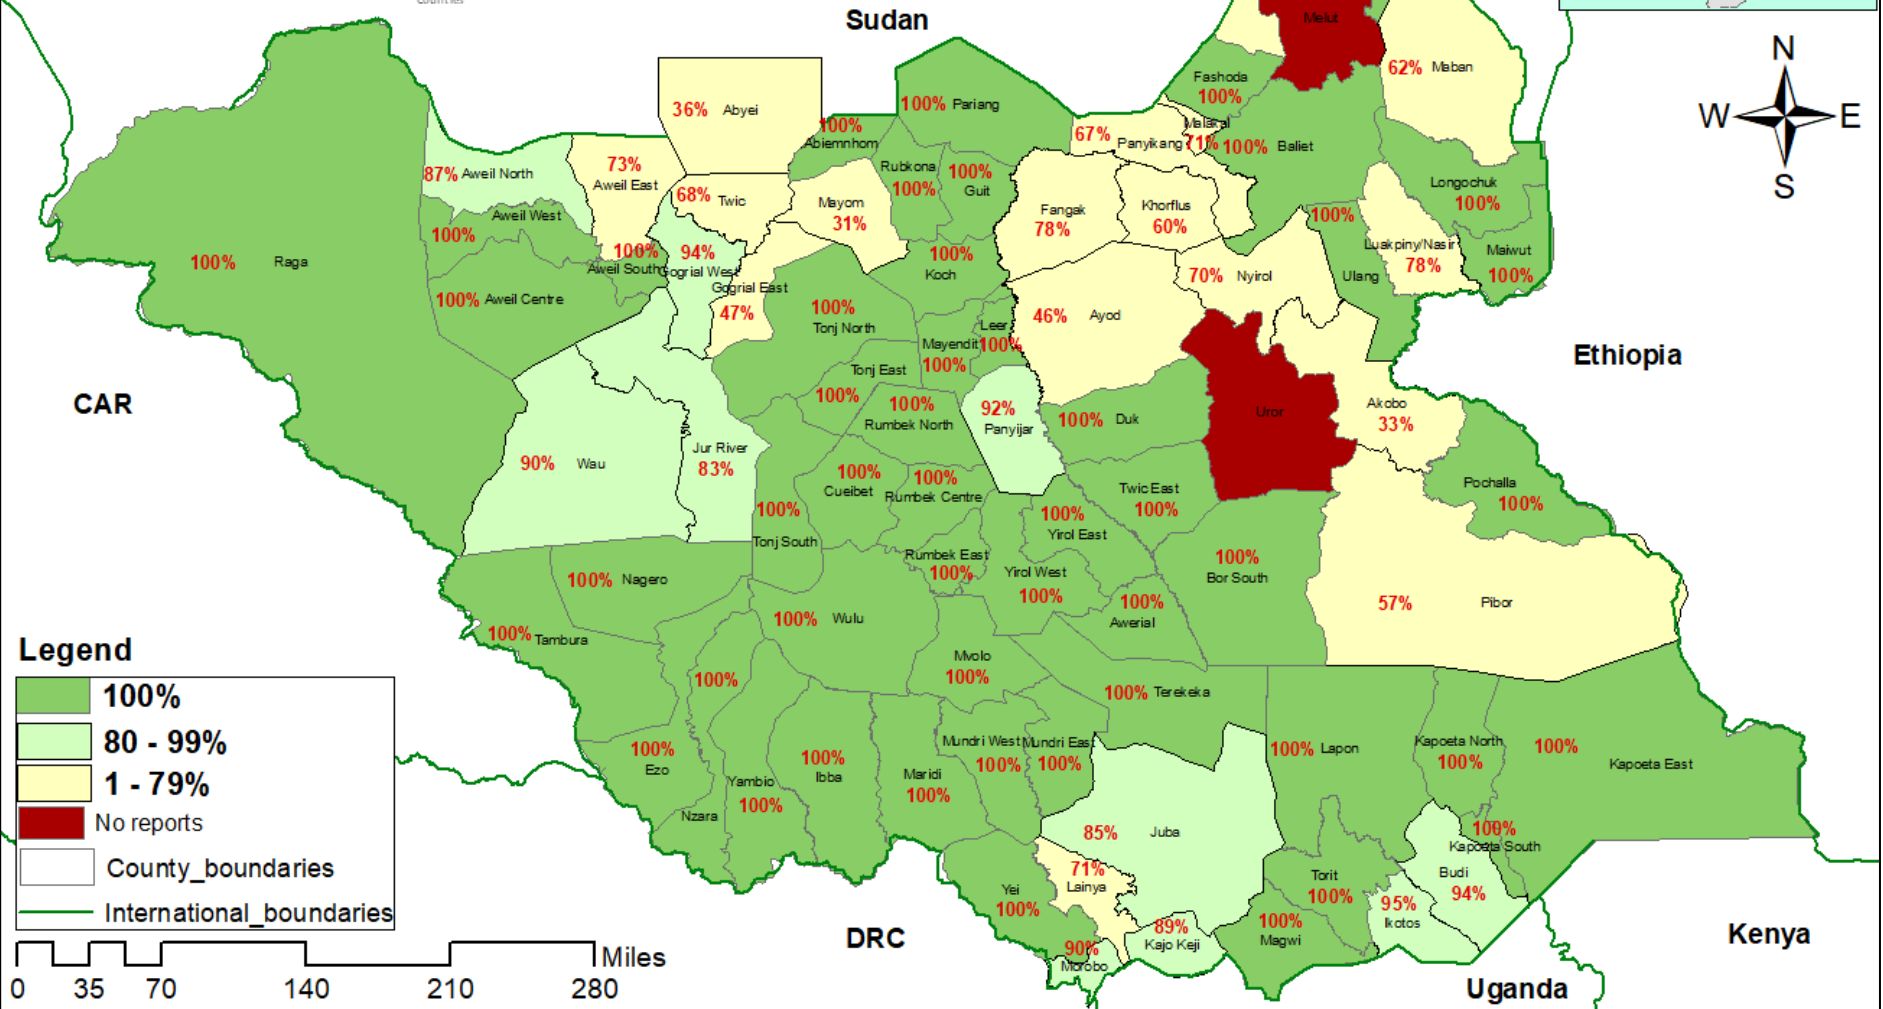 Counties
Sudan
Melut
N
W E
S
62% Maban
Fashoda
100%
36% Abyei
100% Pariang
100%
Abiemnhom
67% Panyikang
Malakal
71%
100% Baliet
87% Aweil North
73%
Aweil East
68% Twic
Rubkona
100%
100%
Guit
Mayom
31%
Fangak
78%
Khorflus
60%
Longochuk
100%
100%
Ulang
Luakpiny/Nasir
78%
Maiwut
100%
Aweil West
100%
100% Raga
100%
Aweil South
94%
Gogrial West
Gogrial East
47%
100%
Koch
70% Nyirol
100% Aweil Centre
100%
Tonj North
Leer
100%
Mayendit
100%
46% Ayod
Ethiopia
CAR
Tonj East
100%
100%
Rumbek North
92%
Panyijar
100% Duk
Uror
Akobo
33%
90% Wau
Jur River
83%
100%
Cueibet
100%
Rumbek Centre
Twic East
100%
Pochalla
100%
100%
Tonj South
100%
Yirol East
Rumbek East
100%
Yirol West
100%
100%
Bor South
100% Nagero
100% Wulu
100%
Awerial
57% Pibor
100% Tambura
Mvolo
100%
100%
100% Terekeka
100%
Ezo
Nzara
Yambio
100%
100%
Ibba
Maridi
100%
Mundri West
100%
Mundri East
100%
100% Lapon
Kapoeta North
100%
100%
Kapoeta East
85% Juba
100%
Kapoeta South
71%
Lainya
Yei
100%
Torit
100%
Budi
94%
95%
Ikotos
89%
Kajo Keji
100%
Magwi
90%
Morobo
DRC
Kenya
Uganda
Legend
100%
80 - 99%
1 - 79%
No reports
County_boundaries
International_boundaries
Miles
0 35 70 140 210 280